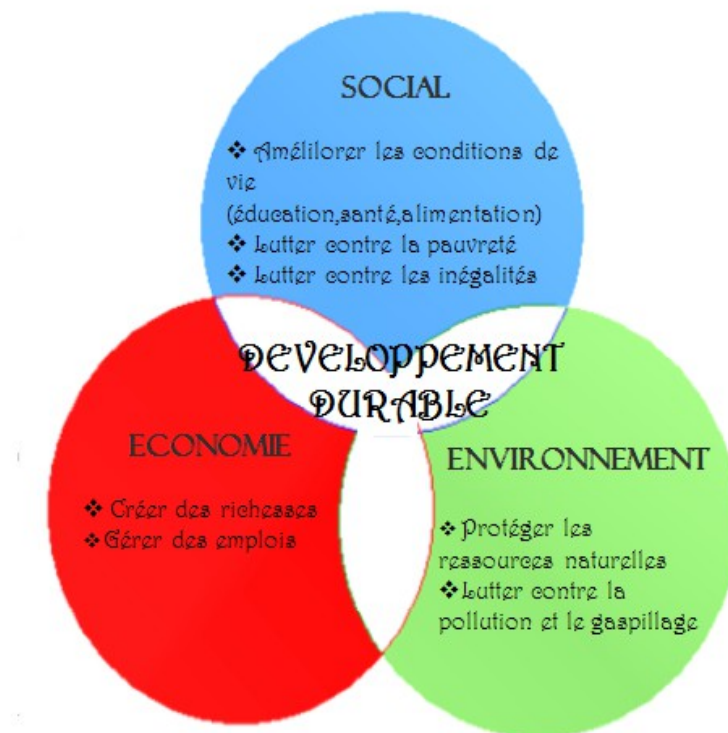 SOCIAL
❖ Amélilorer les conditions de
vie
(éducation,santé,alimentation)
❖ Lutter contre la pauvreté
❖ Lutter contre les inégalités
DEVELOPPEMENT
DURABLE
ECONOMIE
❖ Créer des richesses
❖Gérer des emplois
ENVIRONNEMENT
❖ Protéger les
ressources naturelles
❖Lutter contre la
pollution et le gaspillage